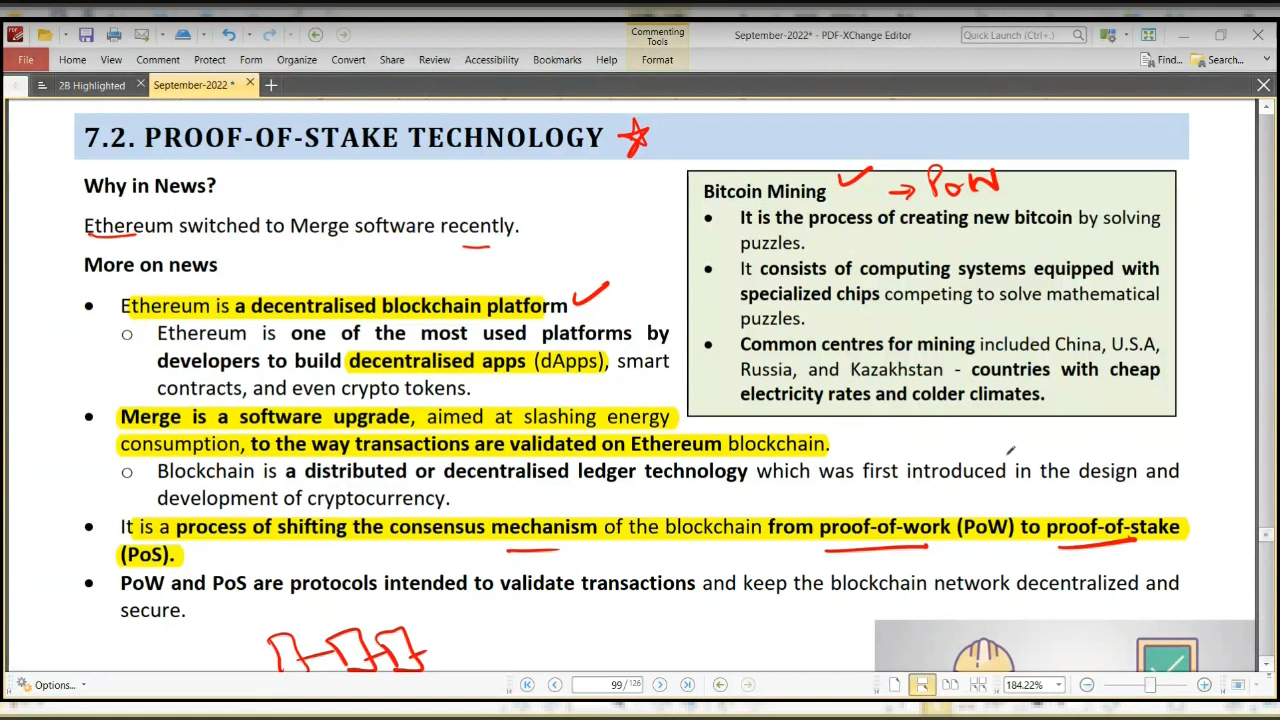 Commenting
Tools
September-2022* - PDF-XChange Editor
Quick Launch (Ctrl+.)
File
Home
View
Comment
Protect
Form
Organize
Convert
Share
Review
Accessibility
Bookmarks
Help
Format
Find...
Search...
2B Highlighted
September-2022 *
7.2. PROOF-OF-STAKE TECHNOLOGY
Why in News?
Ethereum switched to Merge software recently.
More on news
• Ethereum is a decentralised blockchain platform
o Ethereum is one of the most used platforms by
developers to build decentralised apps (dApps), smart
contracts, and even crypto tokens.
Bitcoin Mining → PoW
• It is the process of creating new bitcoin by solving
puzzles.
• It consists of computing systems equipped with
specialized chips competing to solve mathematical
puzzles.
• Common centres for mining included China, U.S.A,
Russia, and Kazakhstan - countries with cheap
electricity rates and colder climates.
• Merge is a software upgrade, aimed at slashing energy
consumption, to the way transactions are validated on Ethereum blockchain.
o Blockchain is a distributed or decentralised ledger technology which was first introduced in the design and
development of cryptocurrency.
• It is a process of shifting the consensus mechanism of the blockchain from proof-of-work (PoW) to proof-of-stake
(PoS).
• PoW and PoS are protocols intended to validate transactions and keep the blockchain network decentralized and
secure.
Options...
99 / 126
184.22%